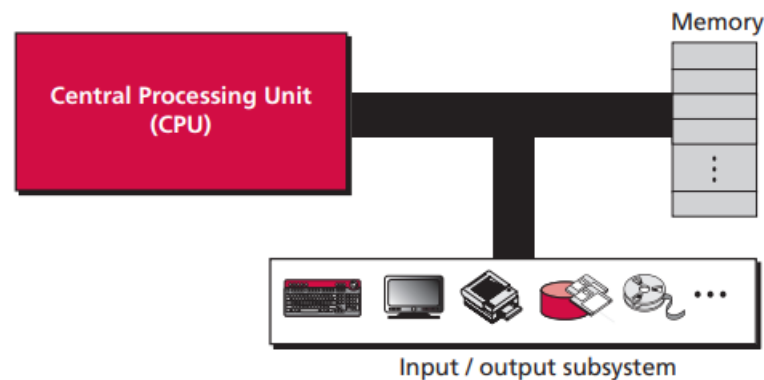 Memory
Central Processing Unit
(CPU)
Input / output subsystem